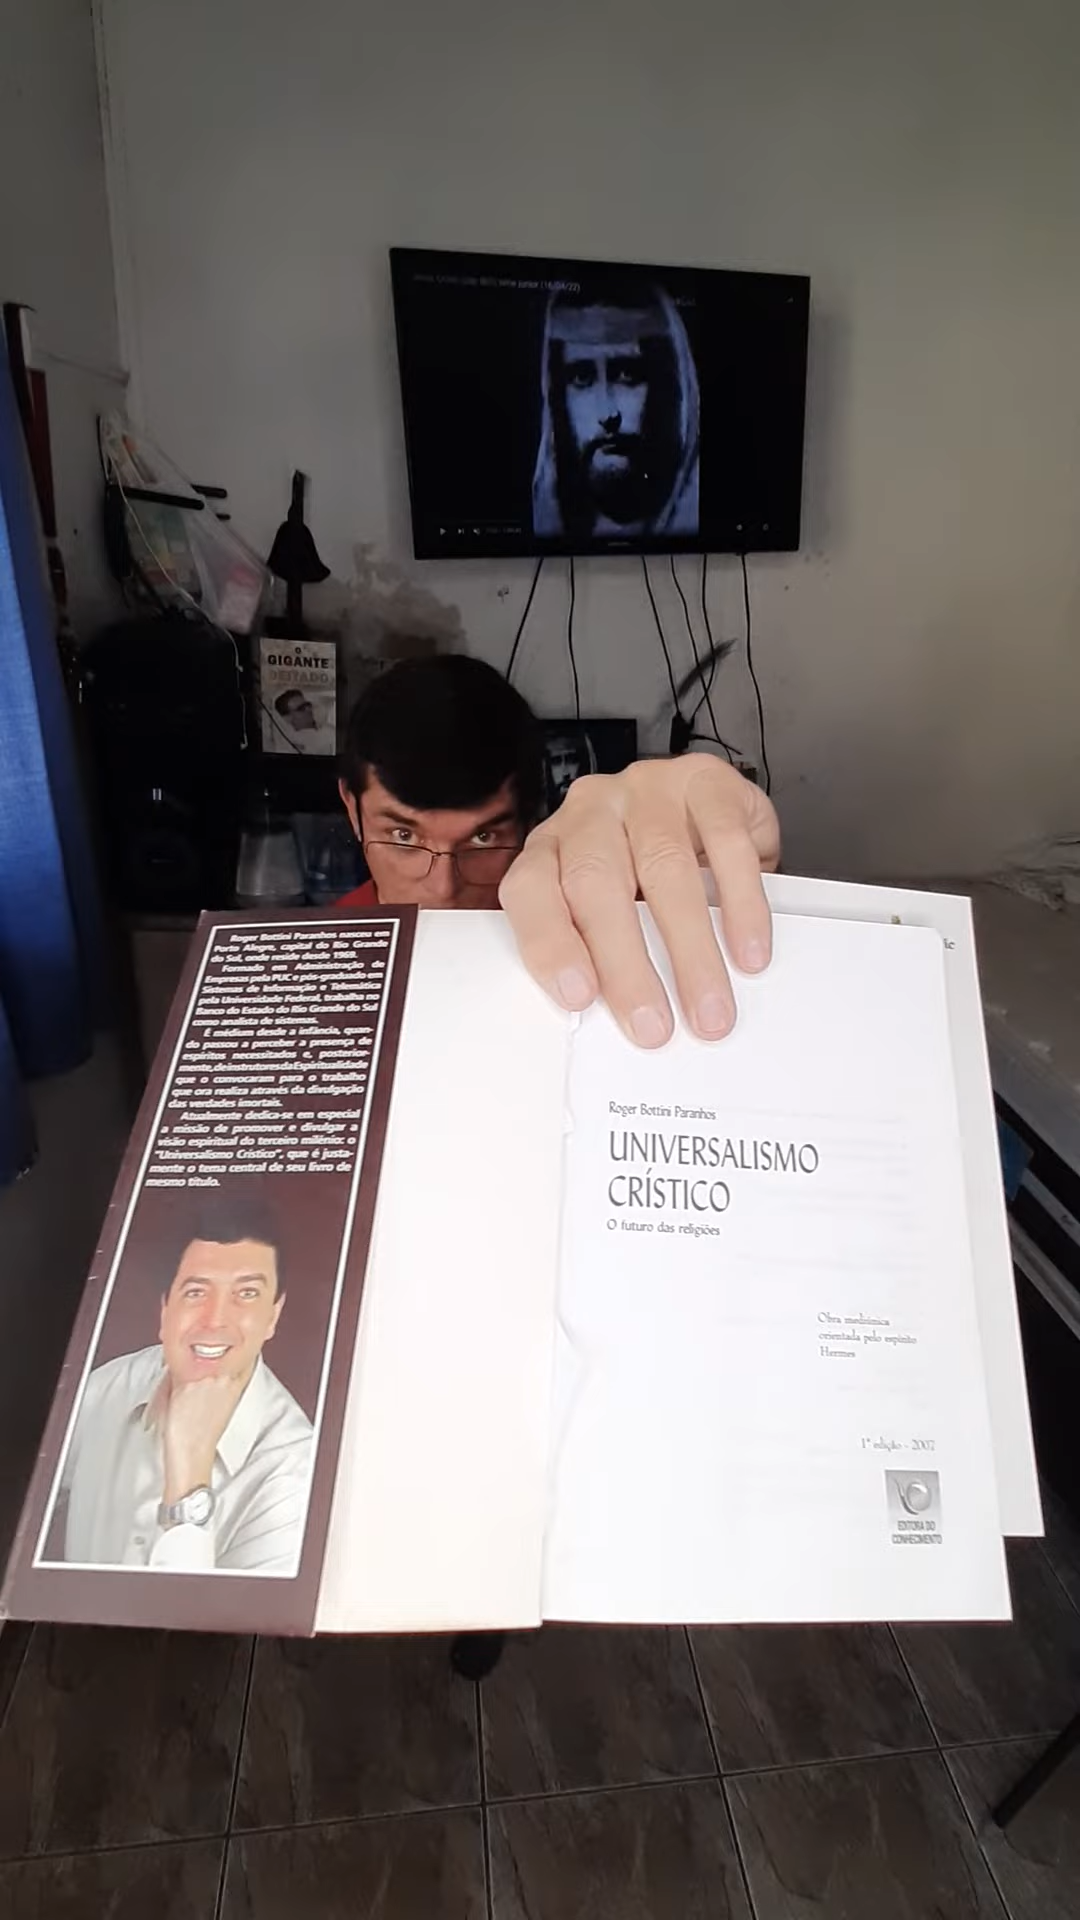 junior (16/04/22)
O
GIGANTE
DEITADO
Roger Bottini Paranhos nasceu em
Porto Alegre, capital do Rio Grande
do Sul, onde reside desde 1969.
Formado em Administração de
Empresas pela PUC e pós-graduado em
Sistemas de Informação e Telemática
pela Universidade Federal, trabalha no
Banco do Estado do Rio Grande do Sul
como analista de sistemas.
É médium desde a infância, quan-
do passou a perceber a presença de
espíritos necessitados e, posterior-
mente, de instrutores da Espiritualidade
que o convocaram para o trabalho
que ora realiza através da divulgação
das verdades imortais.
Atualmente dedica-se em especial
a missão de promover e divulgar a
visão espiritual do terceiro milênio: o
"Universalismo Crístico", que é justa-
mente o tema central de seu livro de
mesmo título.
Roger Bottini Paranhos
UNIVERSALISMO
CRÍSTICO
O futuro das religiões
Obra mediúnica
orientada pelo espírito
Hermes
1ª edição - 2007
EDITORA DO
CONHECIMENTO